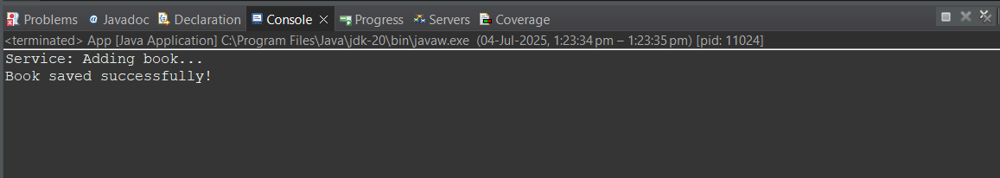 Problems @ Javadoc Declaration Console Progress Servers Coverage
<terminated> App [Java Application] C:\Program Files\Java\jdk-20\bin\javaw.exe (04-Jul-2025, 1:23:34 pm – 1:23:35 pm) [pid: 11024]
Service: Adding book...
Book saved successfully!